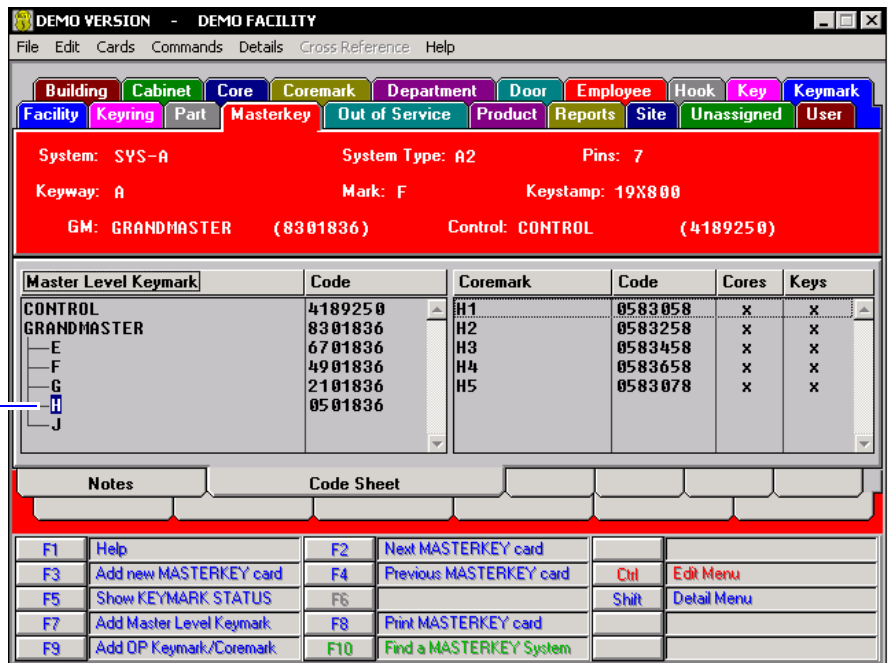 DEMO VERSION - DEMO FACILITY
File Edit Cards Commands Details Cross Reference Help
Building Cabinet Core Coremark Department Door Employee Hook Key Keymark
Facility Keyring Part Masterkey Out of Service Product Reports Site Unassigned User
System: SYS-A System Type: A2 Pins: 7
Keyway: A Mark: F Keystamp: 19X800
GM: GRANDMASTER (8301836) Control: CONTROL (4189250)
Master Level Keymark Code Coremark Code Cores Keys
CONTROL 4189250 H1 0583058 x x
GRANDMASTER 8301836 H2 0583258 x x
E 6701836 H3 0583458 x x
F 4901836 H4 0583658 x x
G 2101836 H5 0583078 x x
H 0501836
J
Notes Code Sheet
F1 Help F2 Next MASTERKEY card
F3 Add new MASTERKEY card F4 Previous MASTERKEY card Ctrl Edit Menu
F5 Show KEYMARK STATUS F6 Shift Detail Menu
F7 Add Master Level Keymark F8 Print MASTERKEY card
F9 Add OP Keymark/Coremark F10 Find a MASTERKEY System